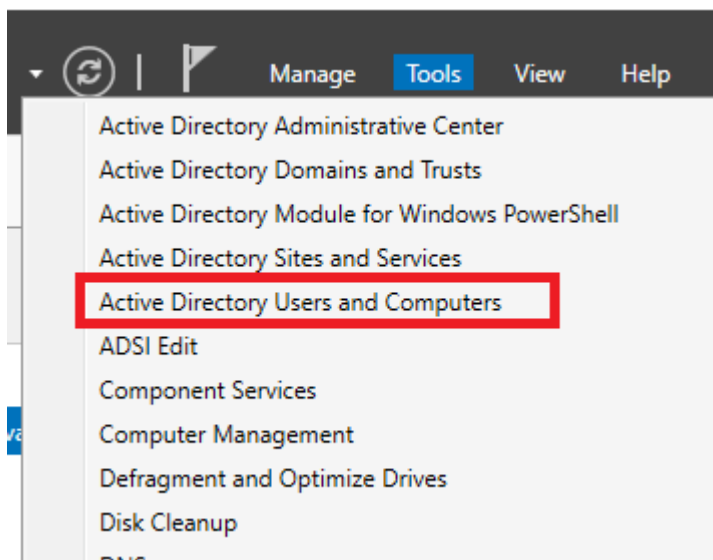 Manage Tools View Help
Active Directory Administrative Center
Active Directory Domains and Trusts
Active Directory Module for Windows PowerShell
Active Directory Sites and Services
Active Directory Users and Computers
ADSI Edit
Component Services
Computer Management
Defragment and Optimize Drives
Disk Cleanup